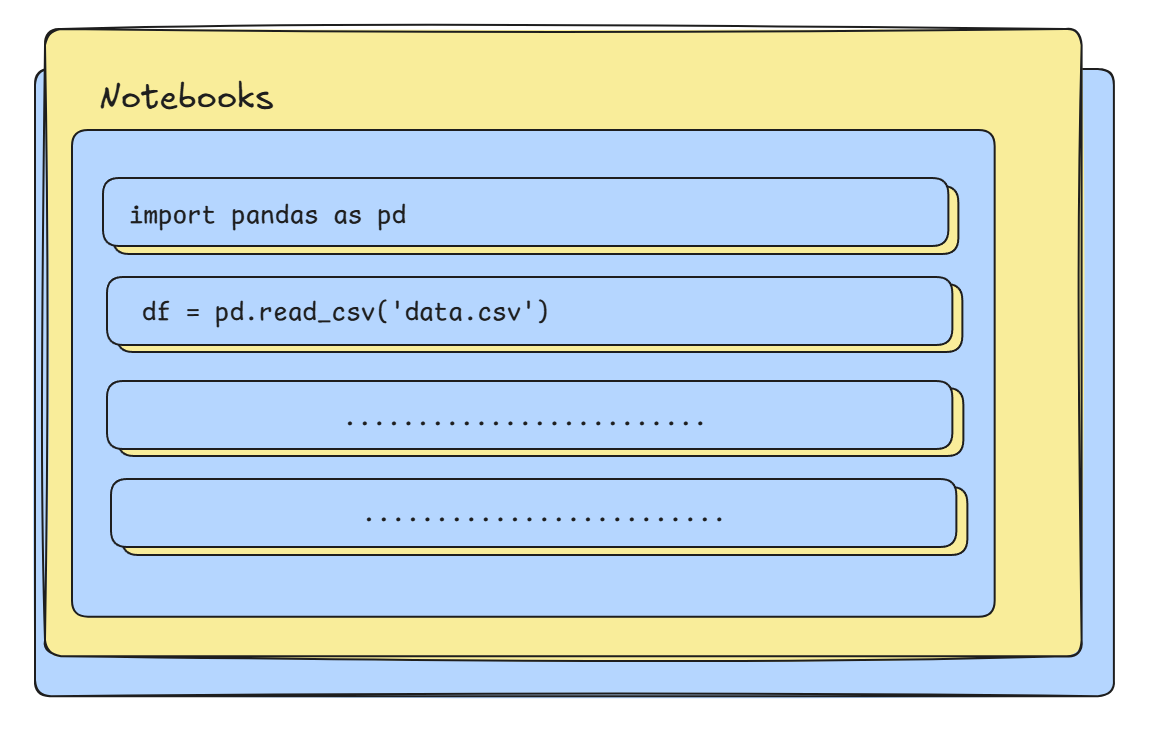 Notebooks
import pandas as pd
df = pd.read_csv('data.csv')
.........................
.........................